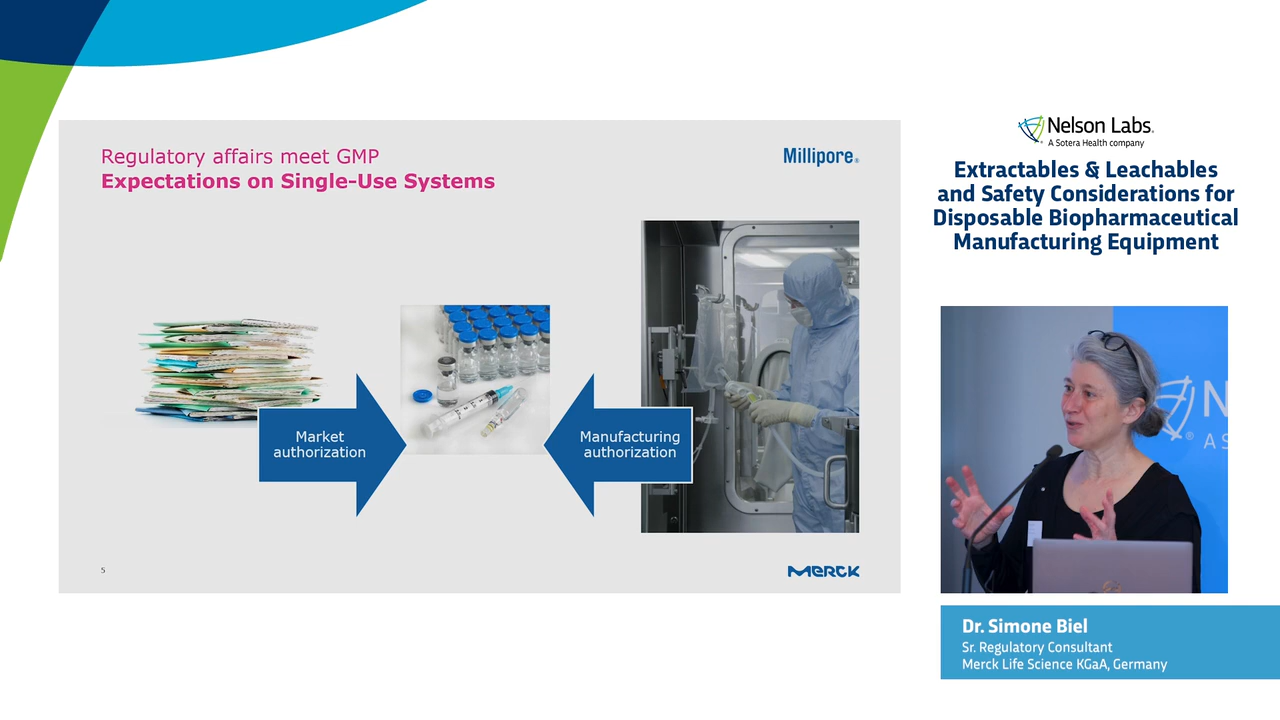 Regulatory affairs meet GMP
Expectations on Single-Use Systems
Millipore®
Market
authorization
Manufacturing
authorization
5
MERCK
Nelson Labs.
A Sotera Health company
Extractables & Leachables
and Safety Considerations for
Disposable Biopharmaceutical
Manufacturing Equipment
N
® AS
Dr. Simone Biel
Sr. Regulatory Consultant
Merck Life Science KGaA, Germany